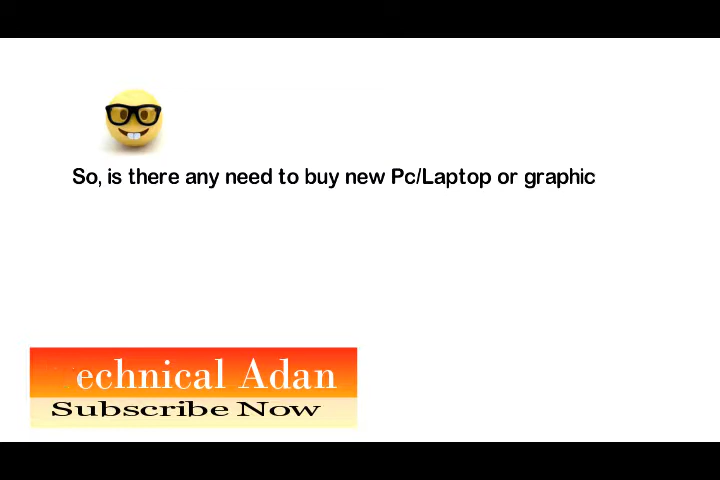 So, is there any need to buy new Pc/Laptop or graphic
echnical Adan
Subscribe Now